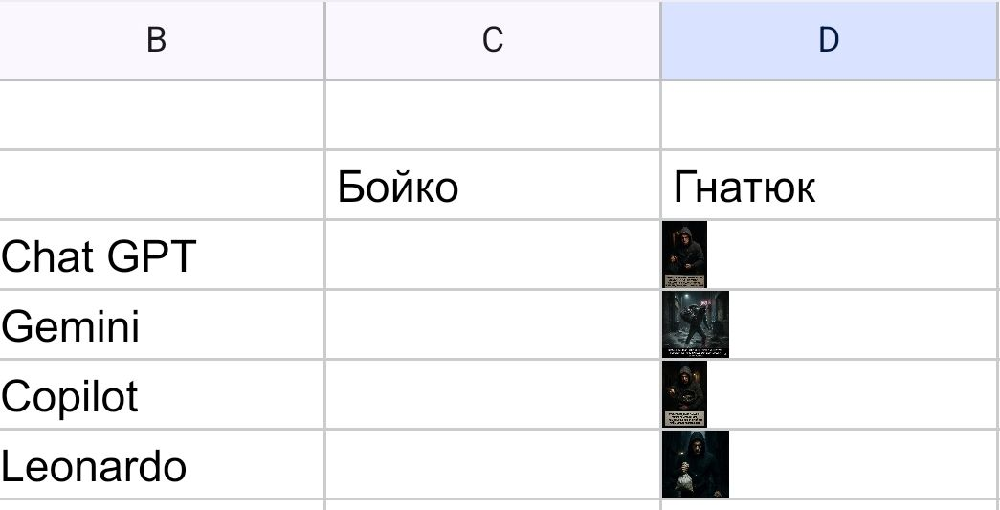 B C D
Бойко Гнатюк
Chat GPT
Gemini
Copilot
Leonardo